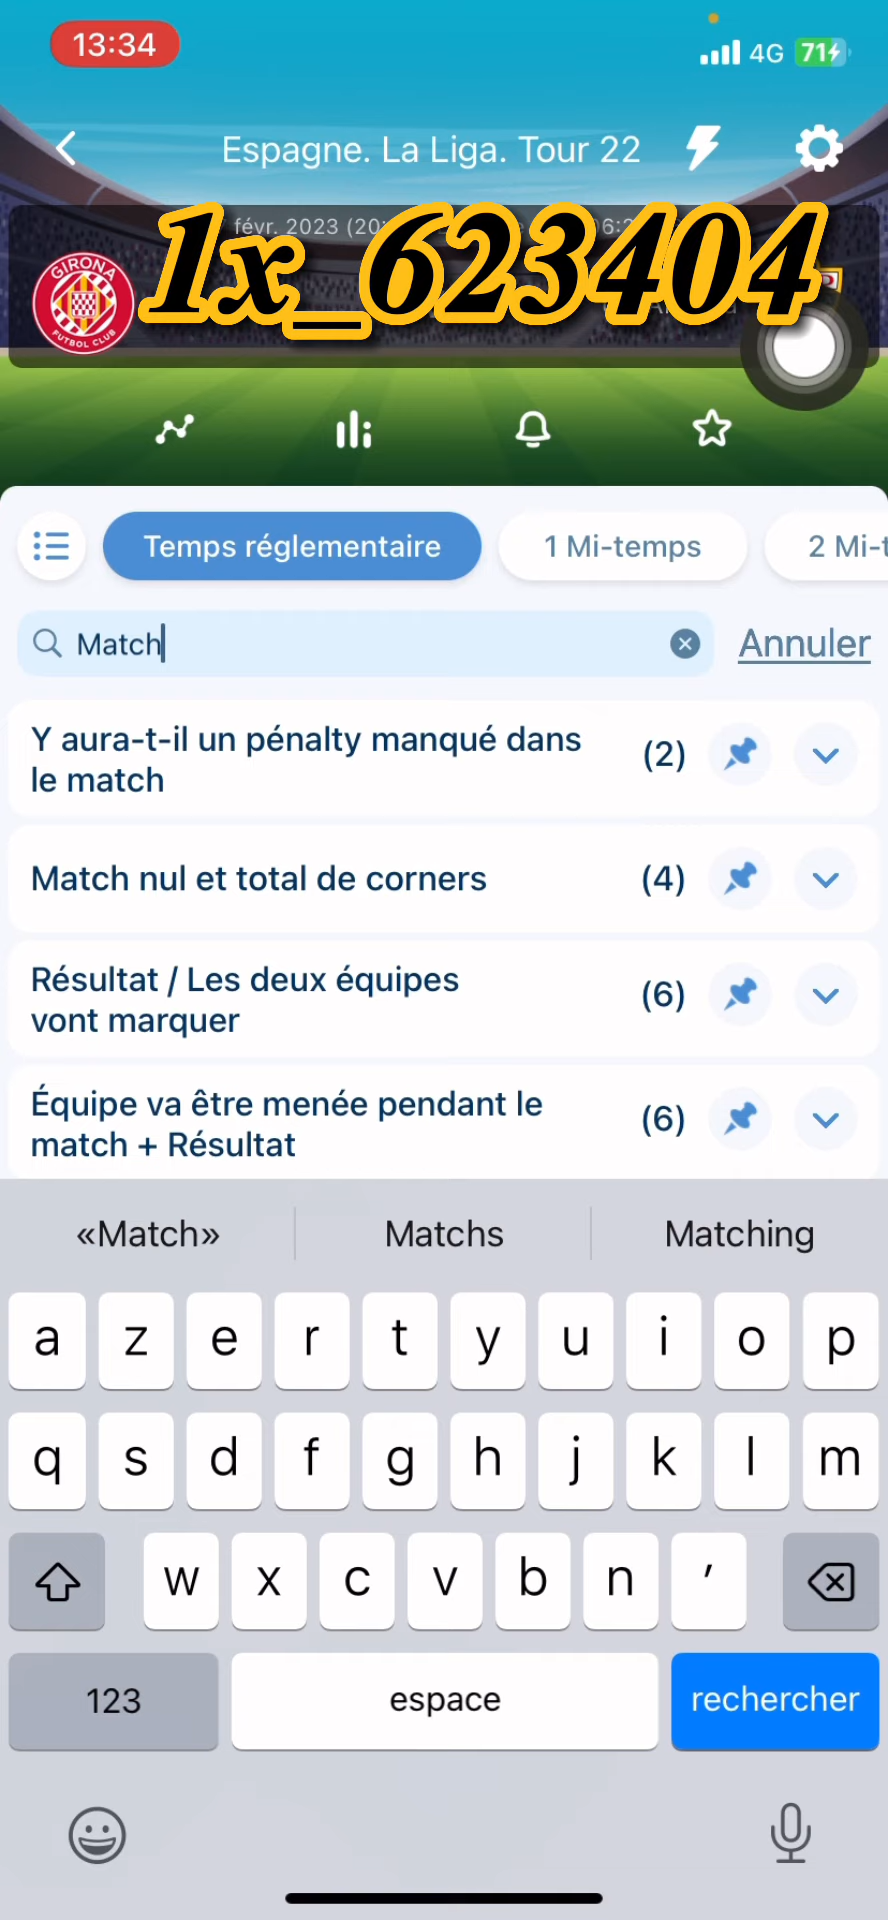 13:34
4G 71
Espagne. La Liga. Tour 22
févr. 2023 (20:
1x_623404
GIRONA
FUTBOL CLUB
Temps réglementaire
1 Mi-temps
2 Mi-t
Match
Annuler
Y aura-t-il un pénalty manqué dans
le match
(2)
Match nul et total de corners
(4)
Résultat / Les deux équipes
vont marquer
(6)
Équipe va être menée pendant le
match + Résultat
(6)
«Match»
Matchs
Matching
a z e r t y u i o p
q s d f g h j k l m
w x c v b n ’
123
espace
rechercher